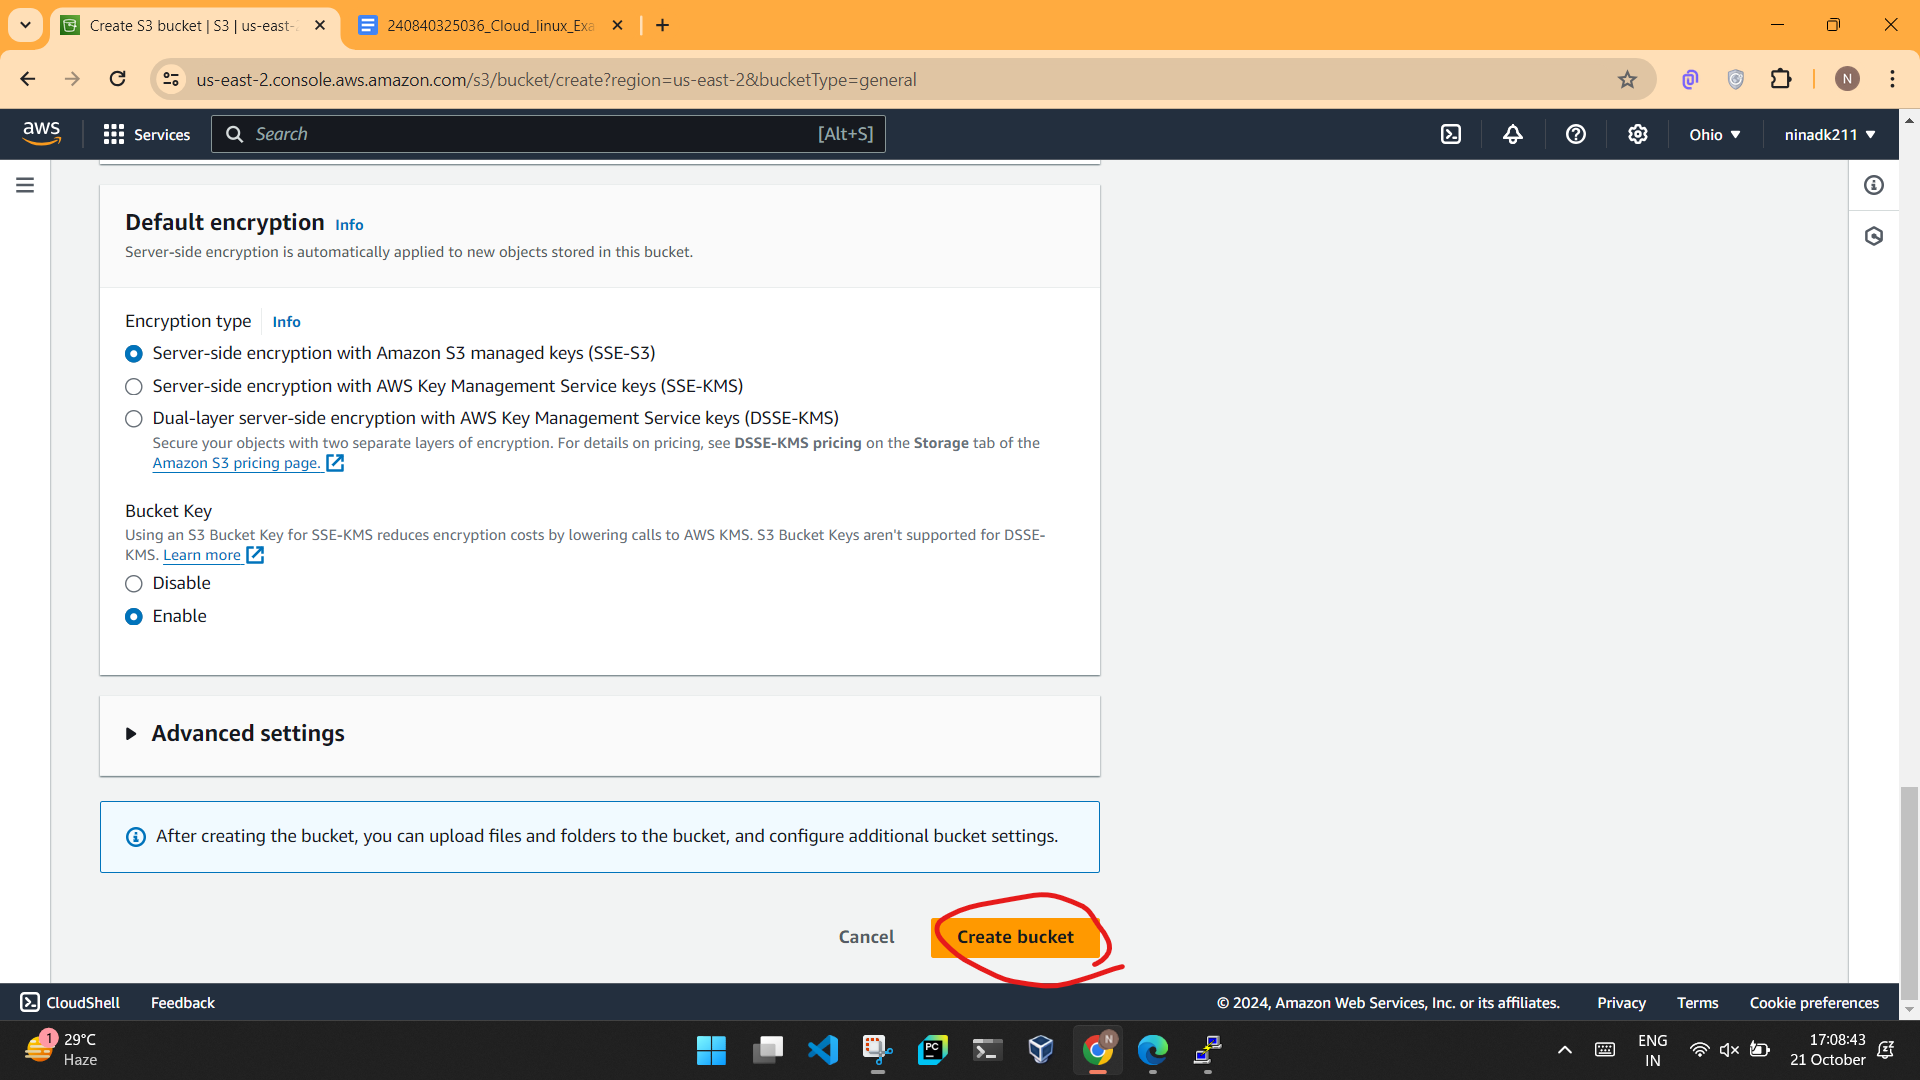 Create S3 bucket | S3 | us-east-
240840325036_Cloud_linux_Exa
us-east-2.console.aws.amazon.com/s3/bucket/create?region=us-east-2&bucketType=general
N
aws
Services
Search
[Alt+S]
Ohio
ninadk211
Default encryption Info
Server-side encryption is automatically applied to new objects stored in this bucket.
Encryption type
Info
Server-side encryption with Amazon S3 managed keys (SSE-S3)
Server-side encryption with AWS Key Management Service keys (SSE-KMS)
Dual-layer server-side encryption with AWS Key Management Service keys (DSSE-KMS)
Secure your objects with two separate layers of encryption. For details on pricing, see DSSE-KMS pricing on the Storage tab of the
Amazon S3 pricing page.
Bucket Key
Using an S3 Bucket Key for SSE-KMS reduces encryption costs by lowering calls to AWS KMS. S3 Bucket Keys aren't supported for DSSE-
KMS. Learn more
Disable
Enable
Advanced settings
After creating the bucket, you can upload files and folders to the bucket, and configure additional bucket settings.
Cancel
Create bucket
CloudShell
Feedback
© 2024, Amazon Web Services, Inc. or its affiliates.
Privacy
Terms
Cookie preferences
1
29°C
Haze
PC
N
ENG
IN
17:08:43
21 October